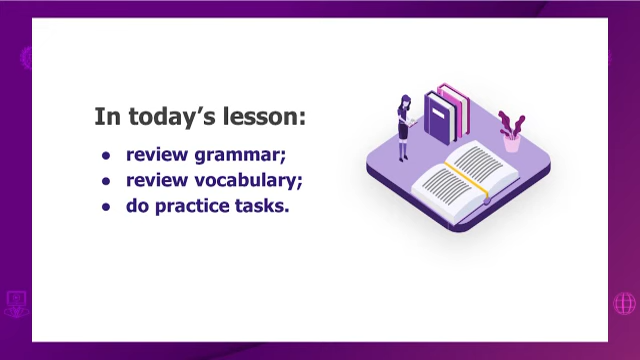 In today’s lesson:
● review grammar;
● review vocabulary;
● do practice tasks.